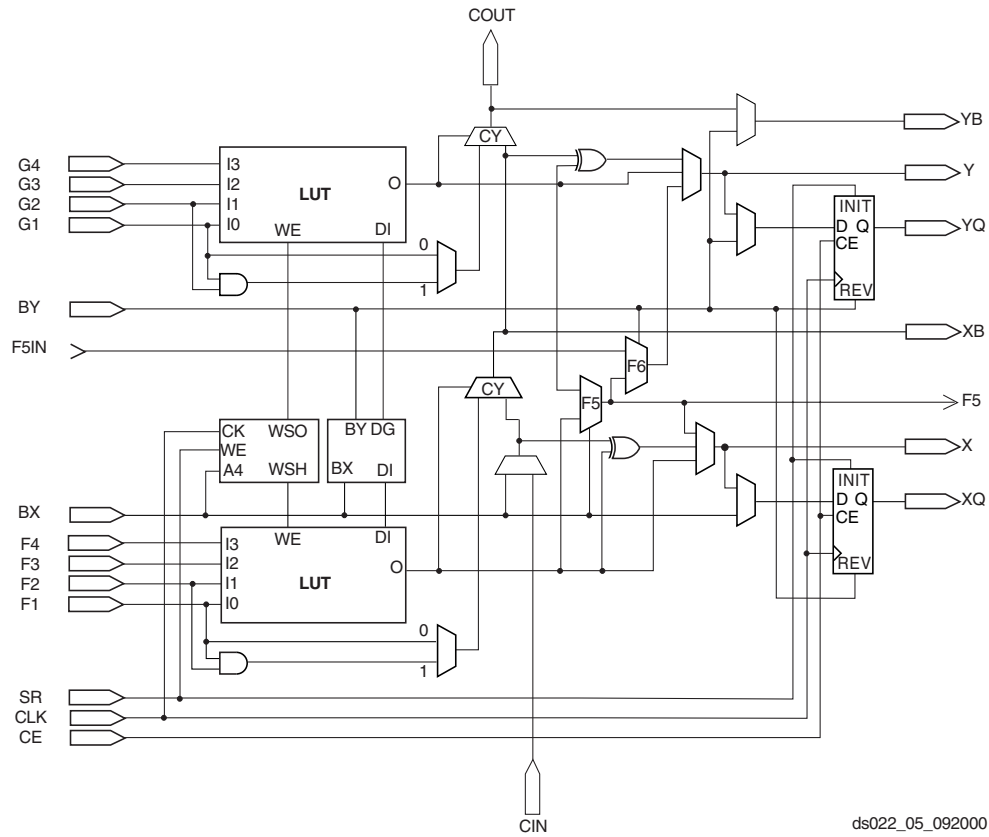 COUT
YB
CY
G4
I3
G3
I2
LUT
O
Y
G2
I1
INIT
G1
I0
WE
DI
D Q
YQ
0
CE
1
REV
BY
XB
F5IN
F6
CY
F5
F5
CK
WSO
BY DG
WE
X
A4
WSH
BX
DI
INIT
BX
D Q
XQ
CE
F4
I3
WE
DI
F3
I2
O
REV
F2
I1
LUT
F1
I0
0
1
SR
CLK
CE
CIN
ds022_05_092000